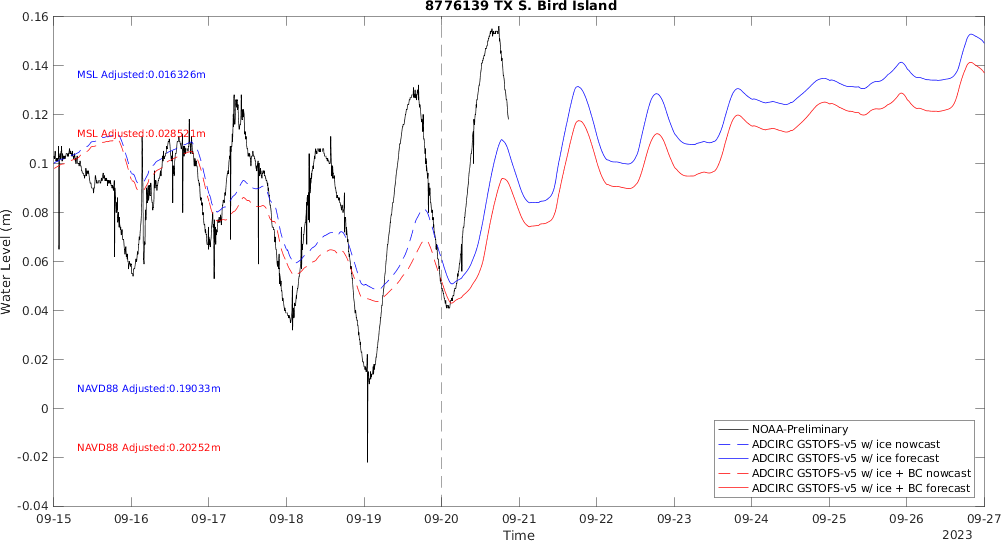 8776139 TX S. Bird Island
0.16
0.14
0.12
0.1
0.08
0.06
0.04
0.02
0
-0.02
-0.04
Water Level (m)
MSL Adjusted:0.016326m
MSL Adjusted:0.028521m
NAVD88 Adjusted:0.19033m
NAVD88 Adjusted:0.20252m
NOAA-Preliminary
ADCIRC GSTOFS-v5 w/ ice nowcast
ADCIRC GSTOFS-v5 w/ ice forecast
ADCIRC GSTOFS-v5 w/ ice + BC nowcast
ADCIRC GSTOFS-v5 w/ ice + BC forecast
09-15 09-16 09-17 09-18 09-19 09-20 09-21 09-22 09-23 09-24 09-25 09-26 09-27
Time
2023